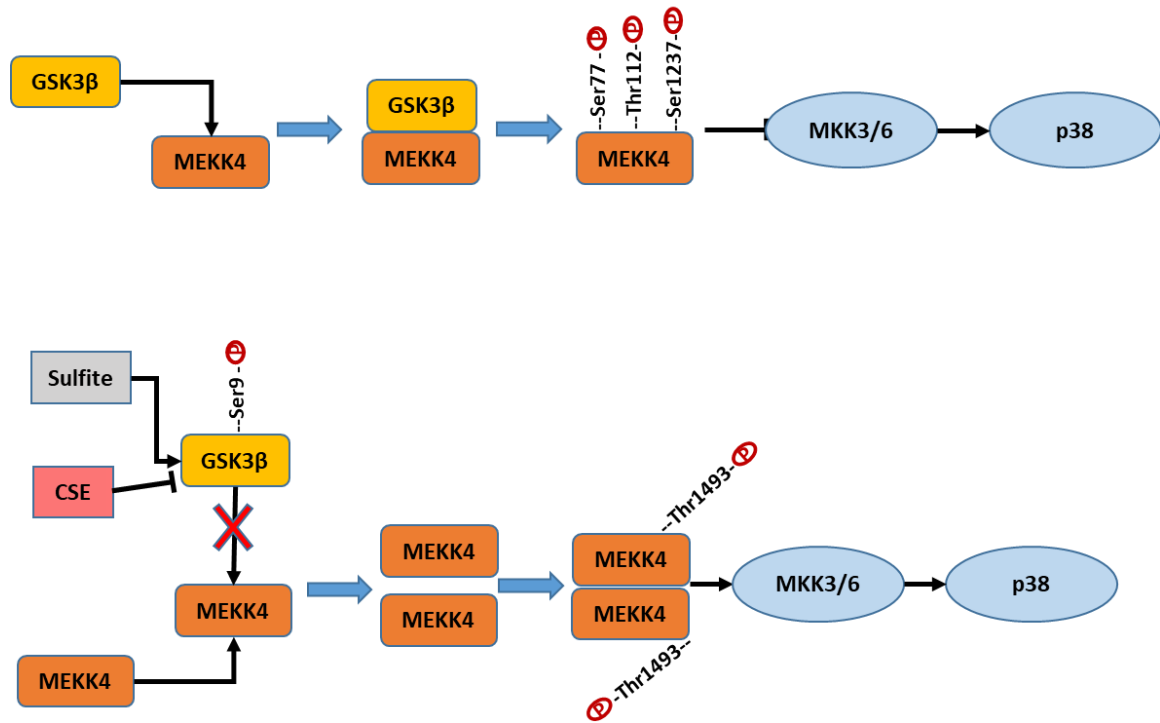 GSK3β
MEKK4
GSK3β
MEKK4
--Ser77 -P
--Thr112-P
--Ser1237-P
MEKK4
MKK3/6
p38
Sulfite
CSE
--Ser9 -P
GSK3β
MEKK4
MEKK4
MEKK4
MEKK4
--Thr1493-P
MEKK4
MEKK4
P-Thr1493--
MKK3/6
p38